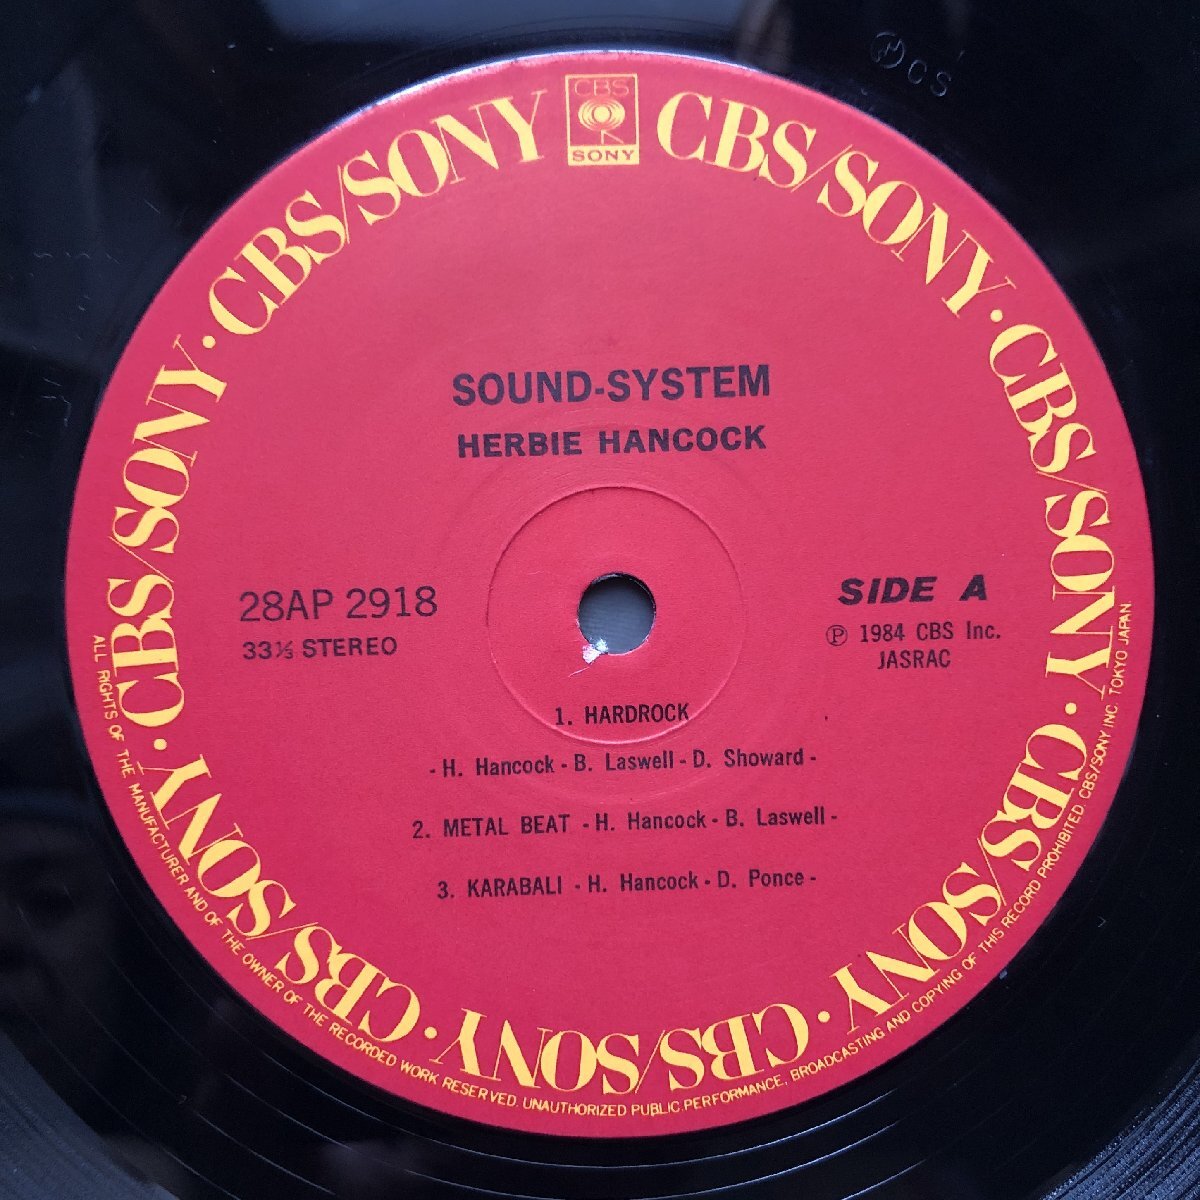 CBS
SONY
CBS/SONY · CBS/SONY · CBS/SONY · CBS/SONY · CBS/SONY · CBS/SONY · CBS/SONY · CBS/SONY
SOUND-SYSTEM
HERBIE HANCOCK
28AP 2918
33⅓ STEREO
SIDE A
Ⓟ 1984 CBS Inc.
JASRAC
1. HARDROCK
- H. Hancock - B. Laswell - D. Showard -
2. METAL BEAT - H. Hancock - B. Laswell -
3. KARABALI - H. Hancock - D. Ponce -
ALL RIGHTS OF THE MANUFACTURER AND OF THE OWNER OF THE RECORDED WORK RESERVED. UNAUTHORIZED PUBLIC PERFORMANCE, BROADCASTING AND COPYING OF THIS RECORD PROHIBITED. CBS/SONY INC. TOKYO JAPAN.